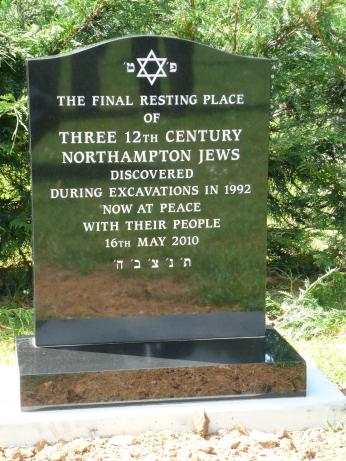 פ׳ ט׳
THE FINAL RESTING PLACE
OF
THREE 12TH CENTURY
NORTHAMPTON JEWS
DISCOVERED
DURING EXCAVATIONS IN 1992
NOW AT PEACE
WITH THEIR PEOPLE
16TH MAY 2010
ת׳ נ׳ צ׳ ב׳ ה׳